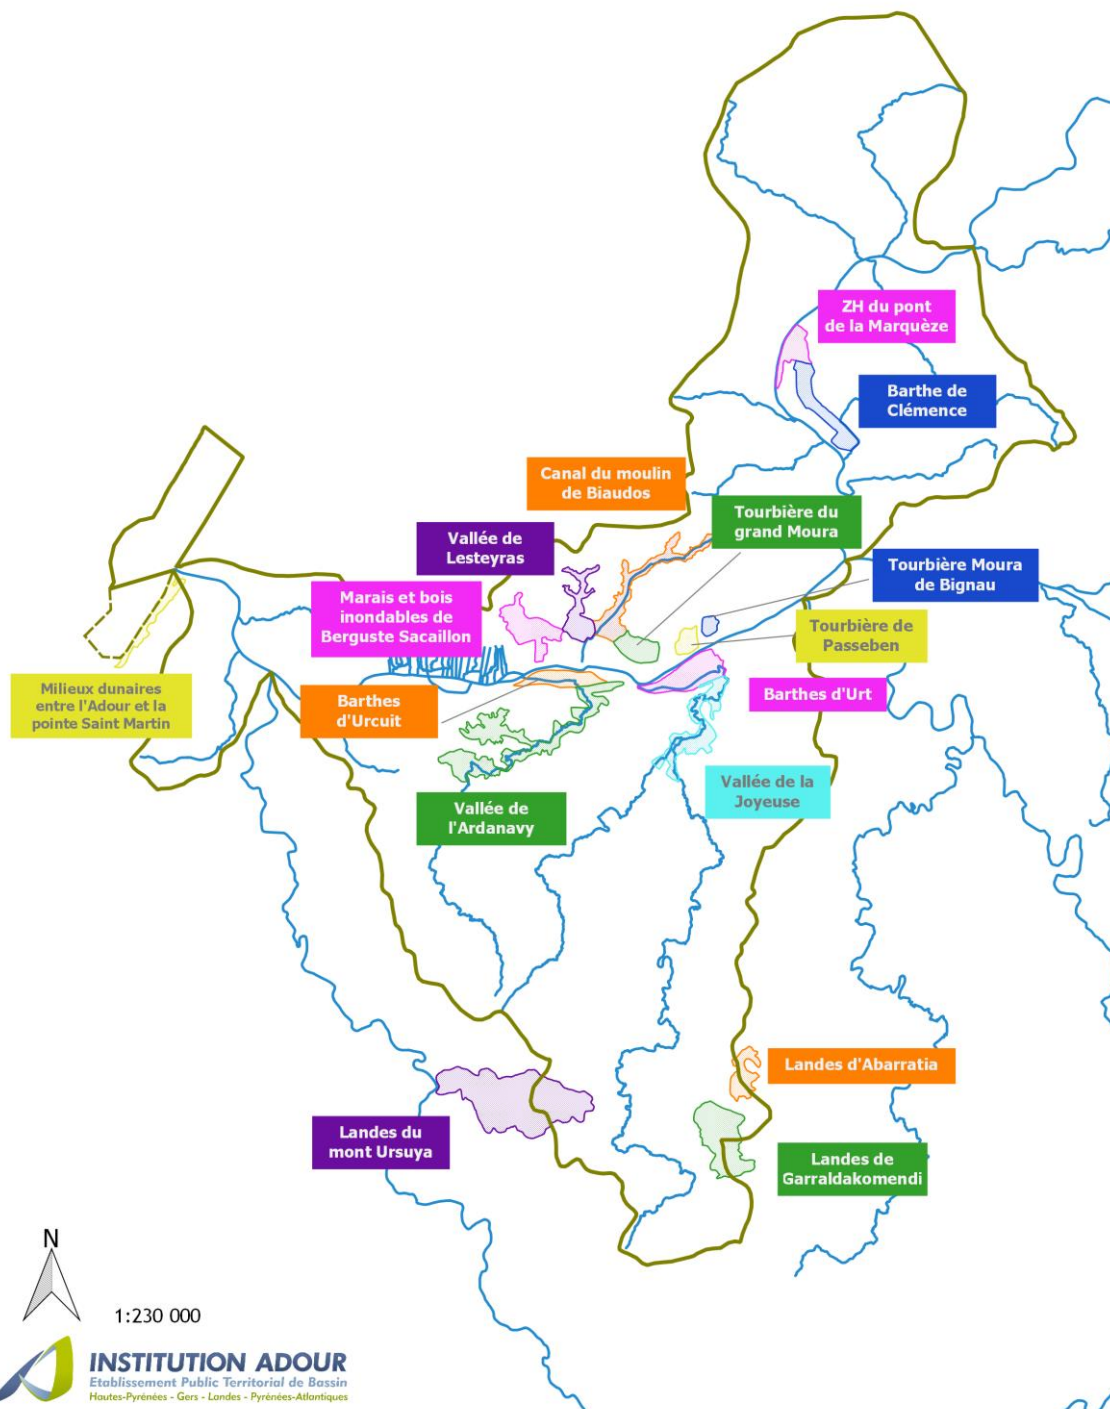 ZH du pont
de la Marquèze
Barthe de
Clémence
Canal du moulin
de Biaudos
Tourbière du
grand Moura
Vallée de
Lesteyras
Tourbière Moura
de Bignau
Marais et bois
inondables de
Berguste Sacaillon
Tourbière de
Passeben
Milieux dunaires
entre l'Adour et la
pointe Saint Martin
Barthes
d'Urcuit
Barthes d'Urt
Vallée de la
Joyeuse
Vallée de
l'Ardanavy
Landes d'Abarratia
Landes du
mont Ursuya
Landes de
Garraldakomendi
N
1:230 000
INSTITUTION ADOUR
Etablissement Public Territorial de Bassin
Hautes-Pyrénées - Gers - Landes - Pyrénées-Atlantiques